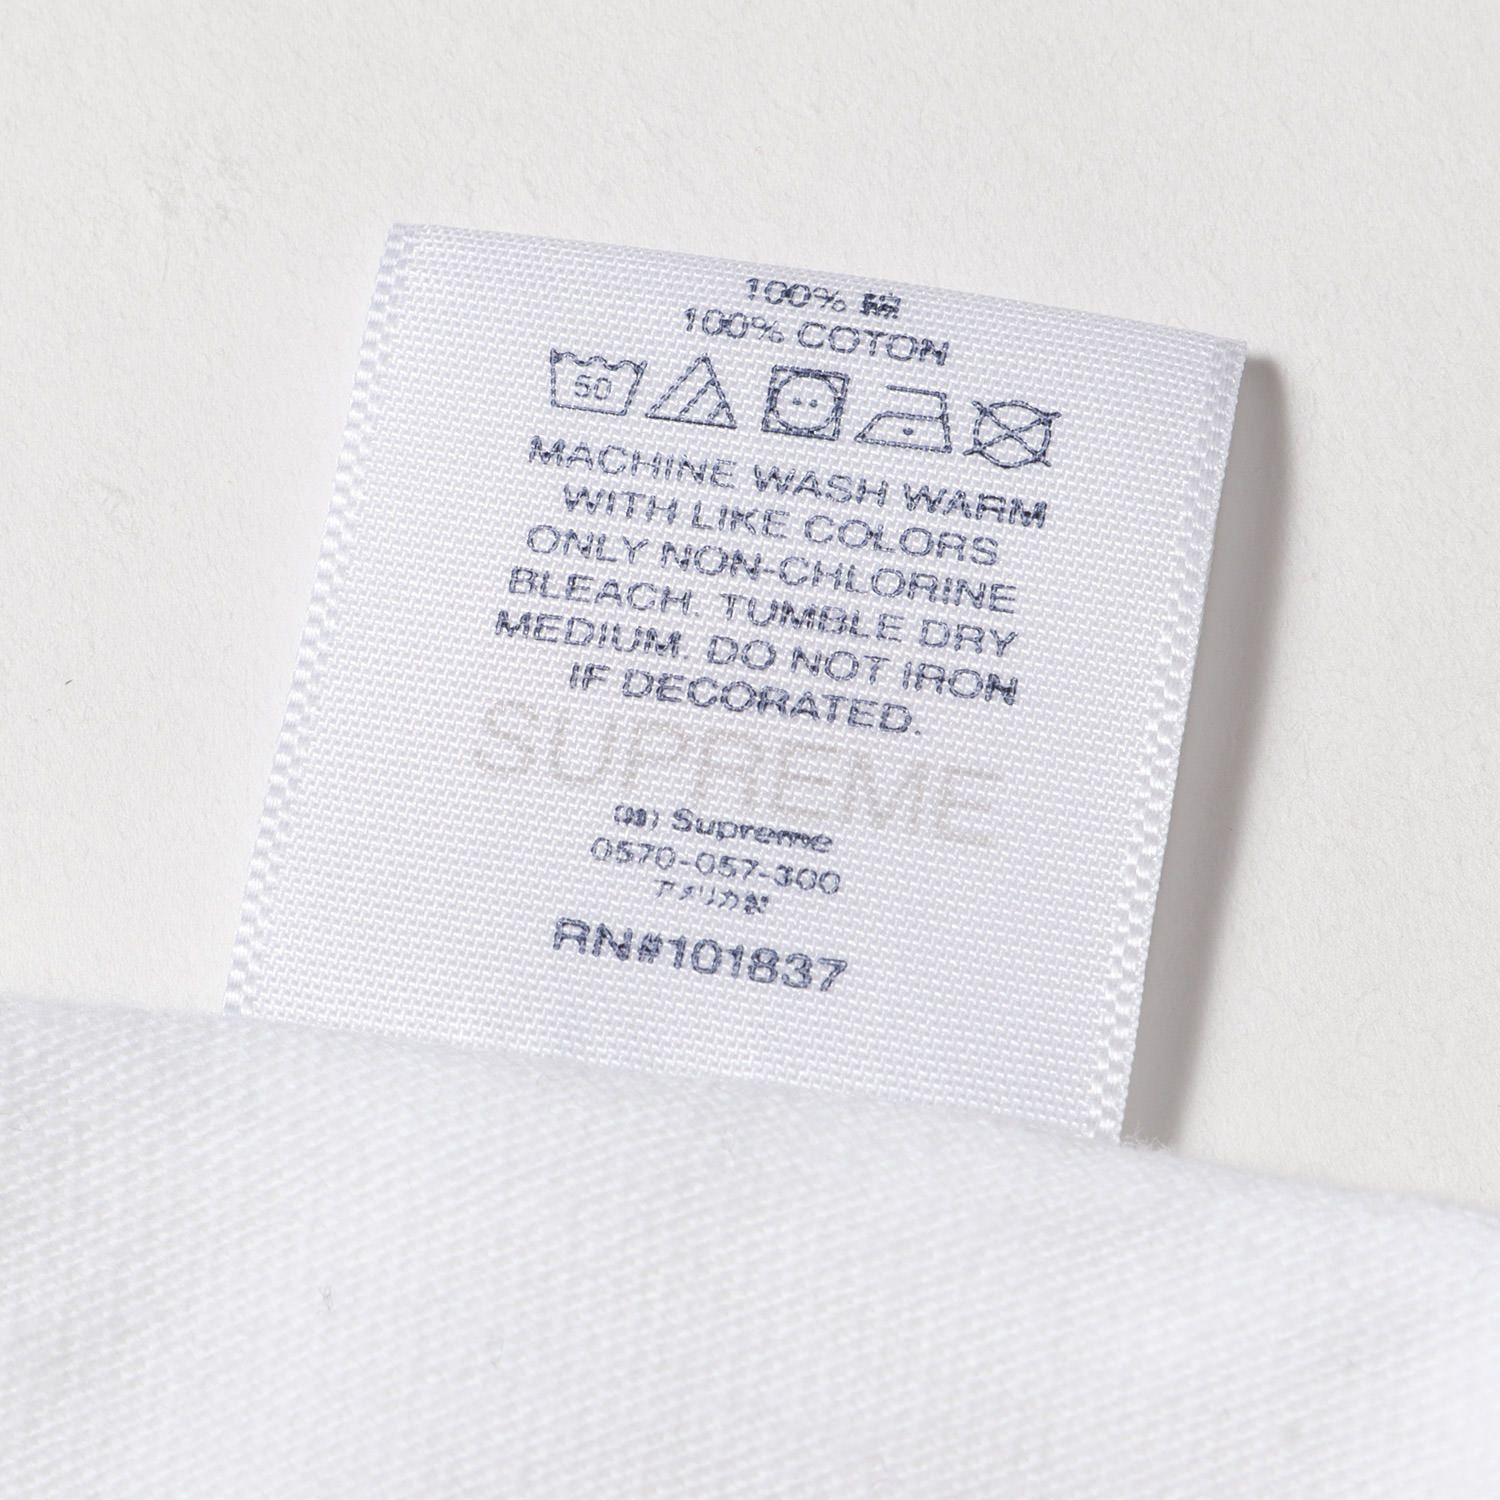 100% 綿
100% COTON
50
MACHINE WASH WARM
WITH LIKE COLORS
ONLY NON-CHLORINE
BLEACH. TUMBLE DRY
MEDIUM. DO NOT IRON
IF DECORATED.
SUPREME
(株) Supreme
0570-057-300
アメリカ製
RN#101837